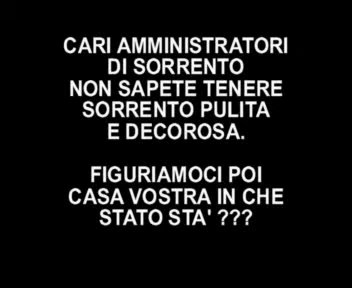 CARI AMMINISTRATORI
DI SORRENTO
NON SAPETE TENERE
SORRENTO PULITA
E DECOROSA.
FIGURIAMOCI POI
CASA VOSTRA IN CHE
STATO STA' ???